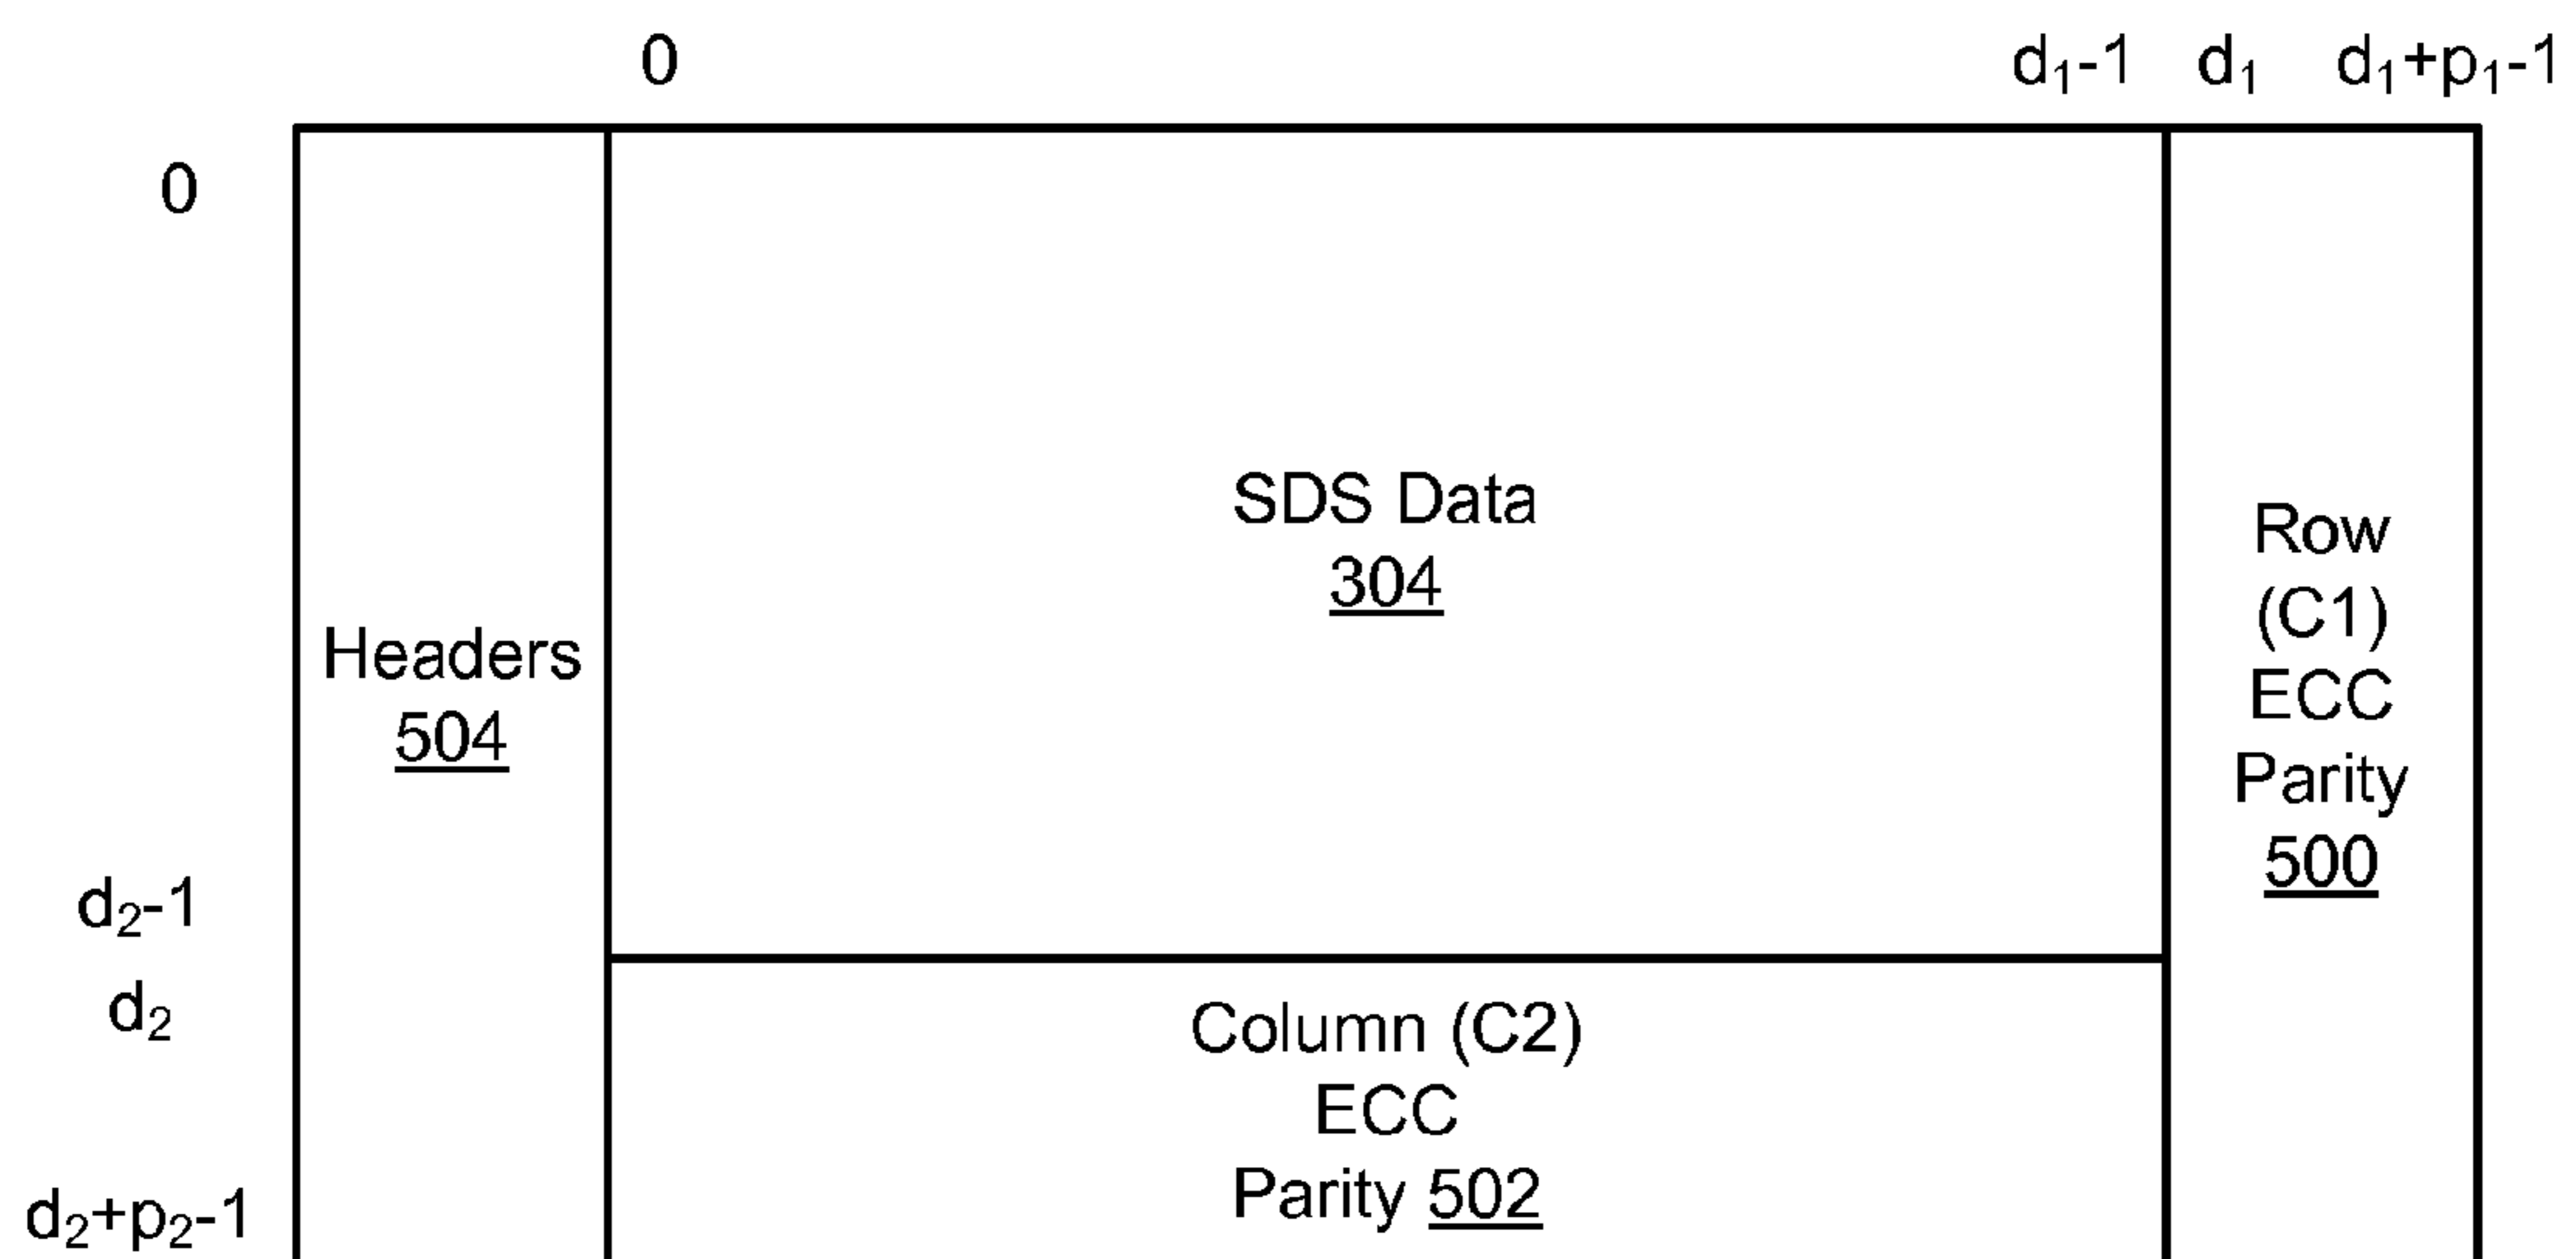 0 d₁-1 d₁ d₁+p₁-1
0
SDS Data
304
Row
(C1)
ECC
Parity
500
Headers
504
d₂-1
d₂
Column (C2)
ECC
Parity 502
d₂+p₂-1